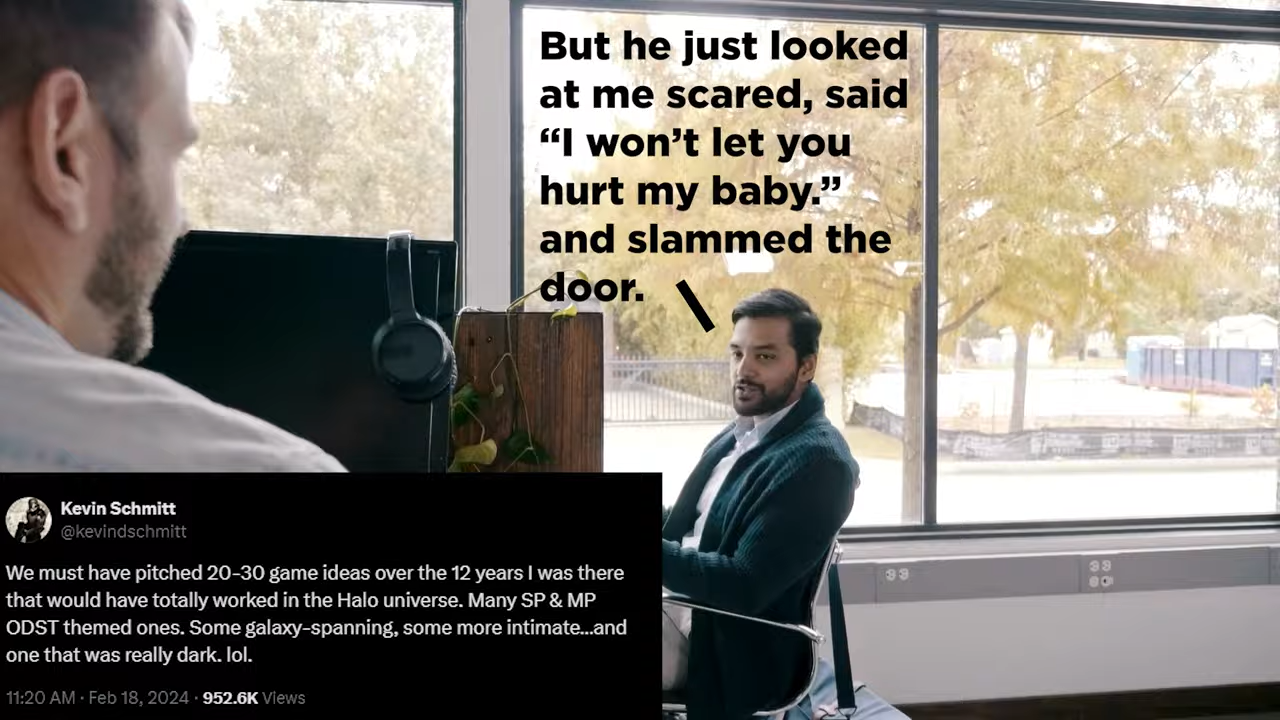 But he just looked
at me scared, said
“I won’t let you
hurt my baby.”
and slammed the
door.
Kevin Schmitt
@kevindschmitt
We must have pitched 20-30 game ideas over the 12 years I was there
that would have totally worked in the Halo universe. Many SP & MP
ODST themed ones. Some galaxy-spanning, some more intimate...and
one that was really dark. lol.
11:20 AM · Feb 18, 2024 · 952.6K Views